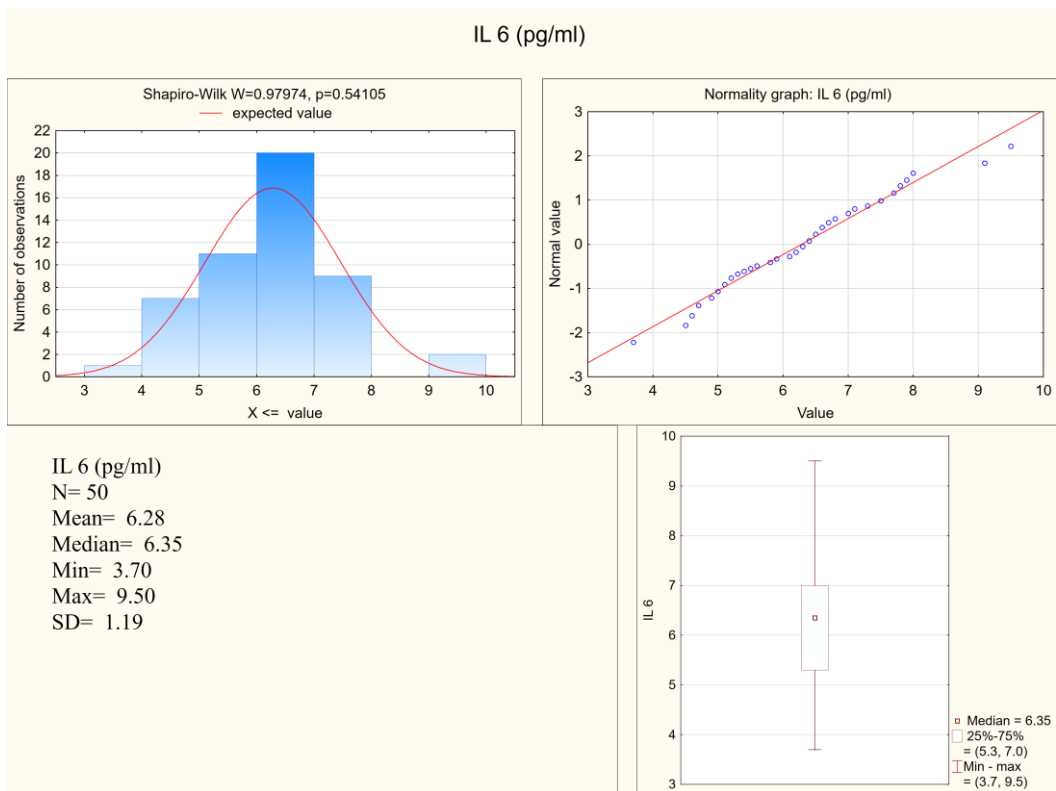 IL 6 (pg/ml)
Shapiro-Wilk W=0.97974, p=0.54105
expected value
22
20
18
16
14
12
10
8
6
4
2
0
Number of observations
3 4 5 6 7 8 9 10
X <= value
Normality graph: IL 6 (pg/ml)
3
2
1
0
-1
-2
-3
Normal value
3 4 5 6 7 8 9 10
Value
IL 6 (pg/ml)
N= 50
Mean= 6.28
Median= 6.35
Min= 3.70
Max= 9.50
SD= 1.19
10
9
8
7
6
5
4
3
IL 6
Median = 6.35
25%-75%
= (5.3, 7.0)
Min - max
= (3.7, 9.5)